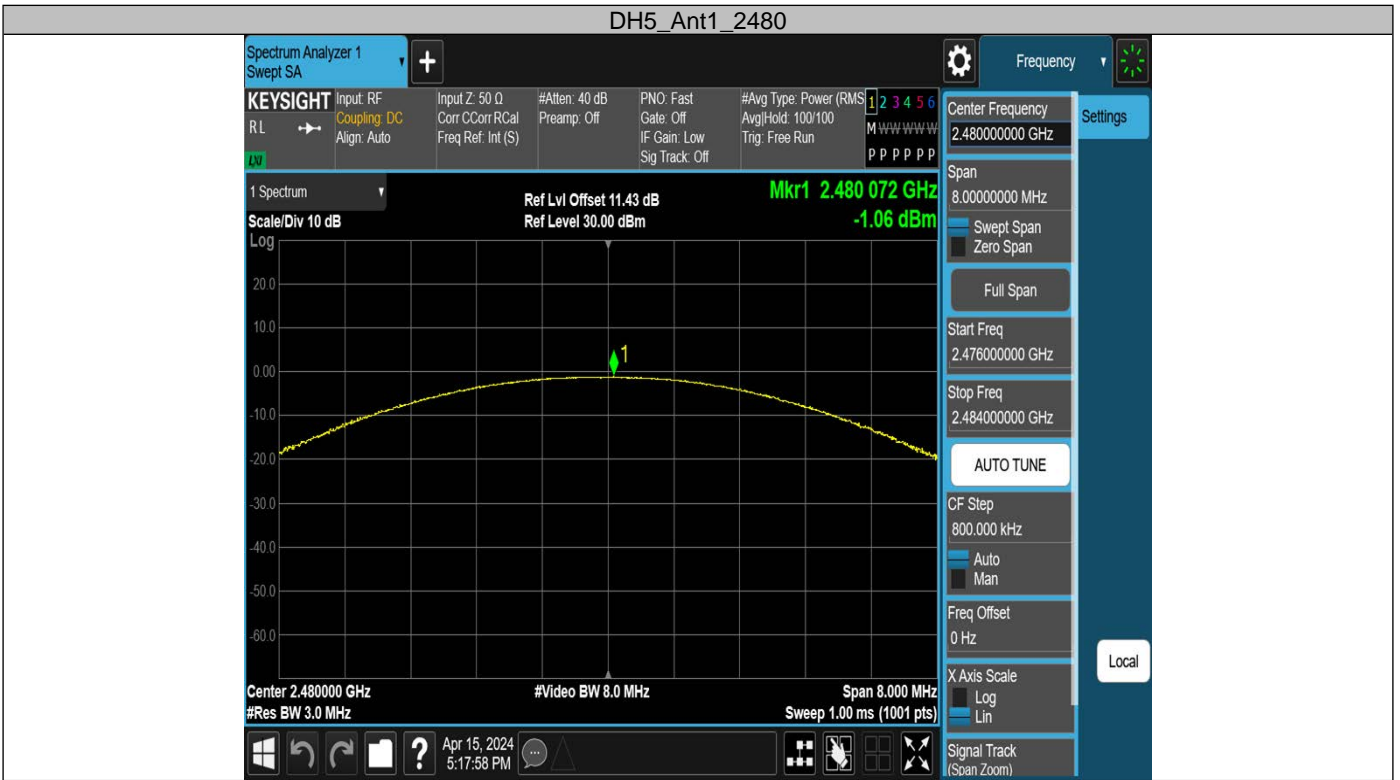 DH5_Ant1_2480
Spectrum Analyzer 1
Swept SA
+
Frequency
KEYSIGHT
R L
LXI
Input: RF
Coupling: DC
Align: Auto
Input Z: 50 Ω
Corr CCorr RCal
Freq Ref: Int (S)
#Atten: 40 dB
Preamp: Off
PNO: Fast
Gate: Off
IF Gain: Low
Sig Track: Off
#Avg Type: Power (RMS
Avg|Hold: 100/100
Trig: Free Run
1 2 3 4 5 6
M W W W W W
P P P P P P
1 Spectrum
Scale/Div 10 dB
Log
Ref Lvl Offset 11.43 dB
Ref Level 30.00 dBm
Mkr1 2.480 072 GHz
-1.06 dBm
20.0
10.0
0.00
-10.0
-20.0
-30.0
-40.0
-50.0
-60.0
1
Center 2.480000 GHz
#Res BW 3.0 MHz
#Video BW 8.0 MHz
Span 8.000 MHz
Sweep 1.00 ms (1001 pts)
?
Apr 15, 2024
5:17:58 PM
Center Frequency
2.480000000 GHz
Settings
Span
8.00000000 MHz
Swept Span
Zero Span
Full Span
Start Freq
2.476000000 GHz
Stop Freq
2.484000000 GHz
AUTO TUNE
CF Step
800.000 kHz
Auto
Man
Freq Offset
0 Hz
X Axis Scale
Log
Lin
Local
Signal Track
(Span Zoom)